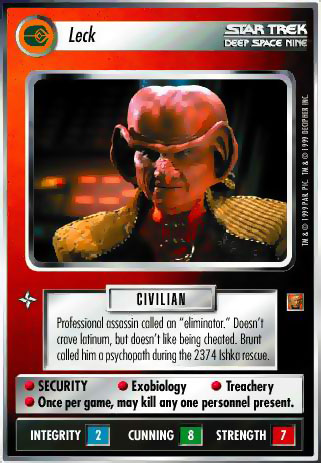 Leck
STAR TREK
DEEP SPACE NINE
TM & © 1999 PAR. PIC. TM & © 1999 DECIPHER INC.
CIVILIAN
Professional assassin called an “eliminator.” Doesn’t
crave latinum, but doesn’t like being cheated. Brunt
called him a psychopath during the 2374 Ishka rescue.
SECURITY Exobiology Treachery
Once per game, may kill any one personnel present.
INTEGRITY 2 CUNNING 8 STRENGTH 7